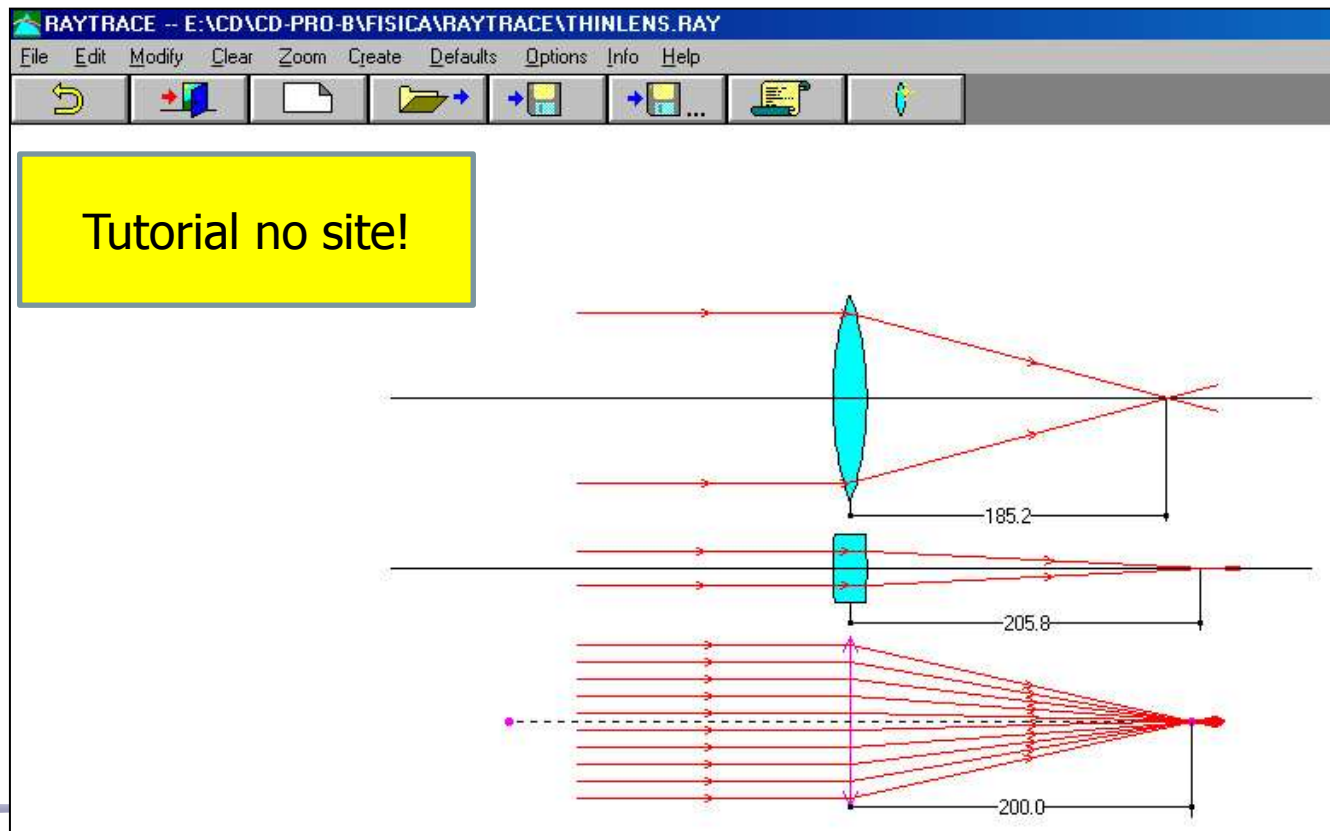 RAYTRACE -- E:\CD\CD-PRO-B\FISICA\RAYTRACE\THINLENS.RAY
File Edit Modify Clear Zoom Create Defaults Options Info Help
...
Tutorial no site!
185.2
205.8
200.0